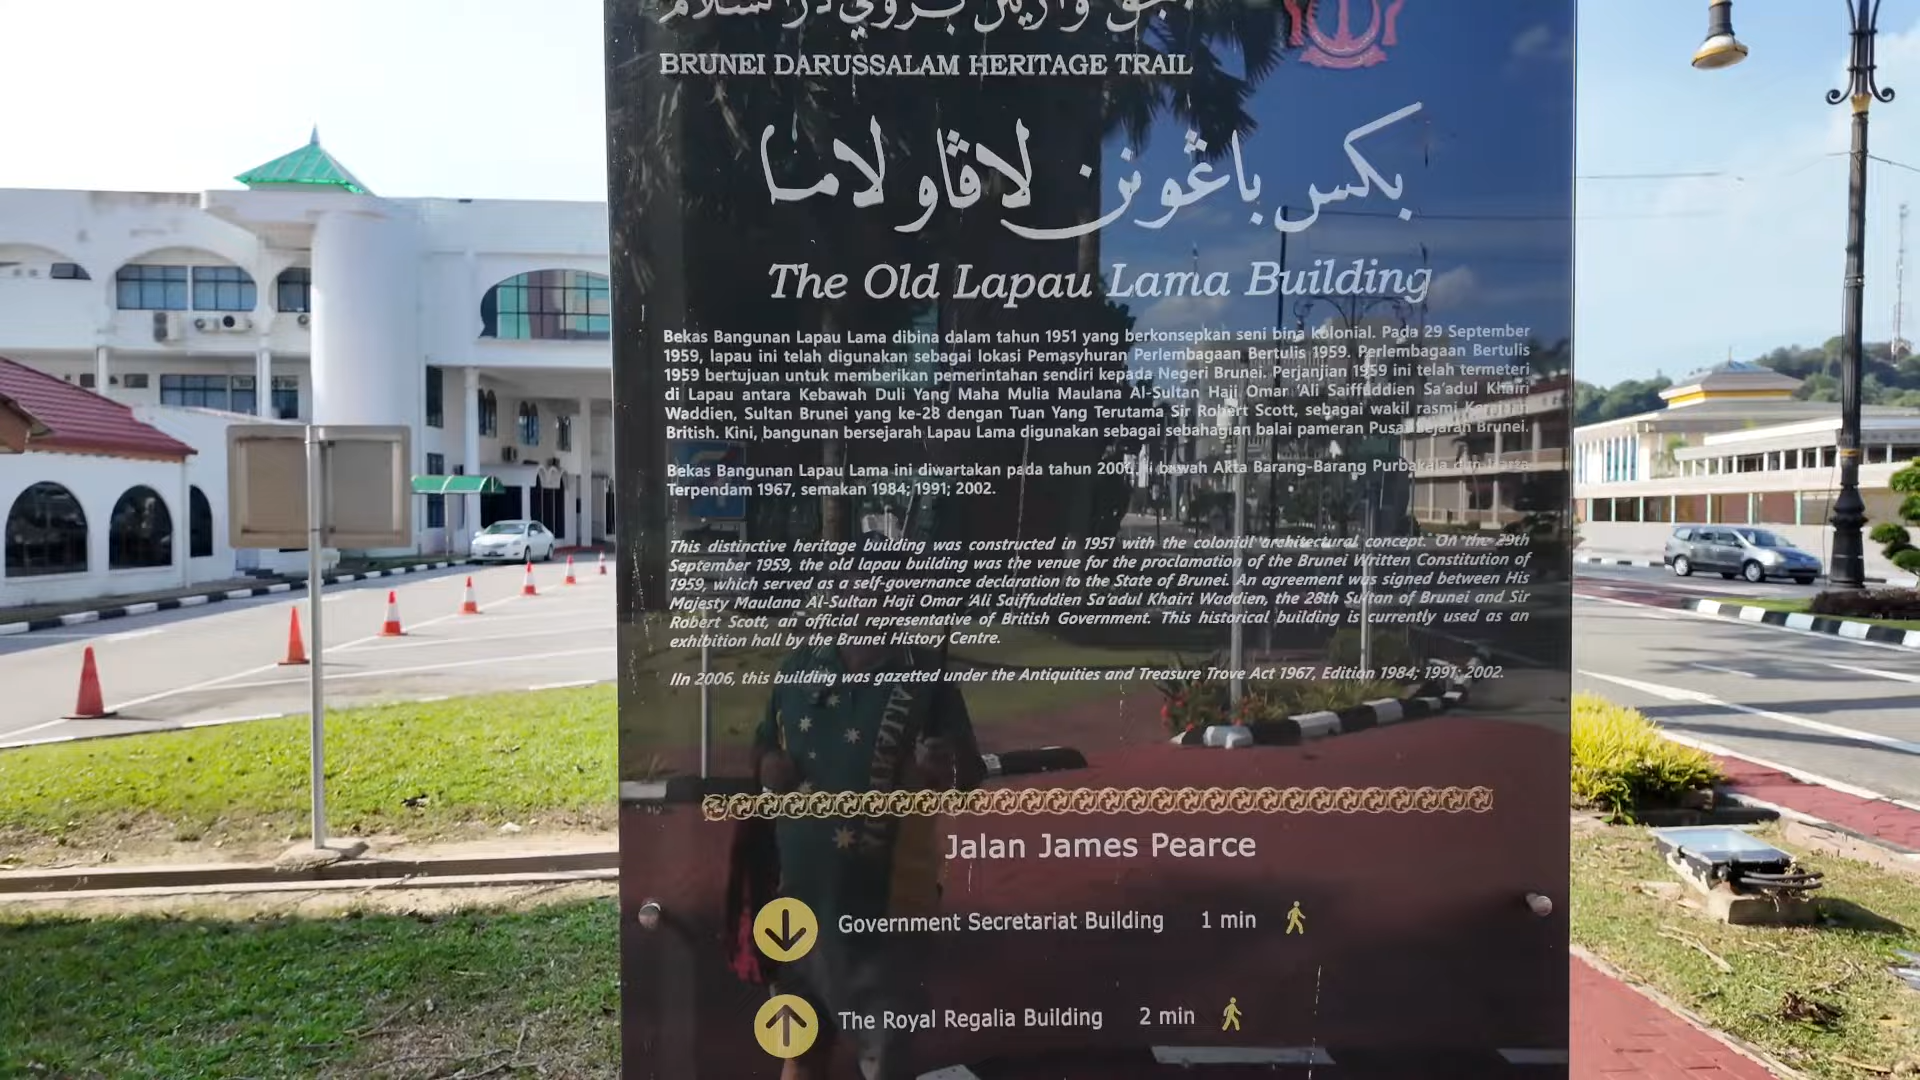 BRUNEI DARUSSALAM HERITAGE TRAIL
بكس باڠونن لاڤاو لاما
The Old Lapau Lama Building
Bekas Bangunan Lapau Lama dibina dalam tahun 1951 yang berkonsepkan seni bina kolonial. Pada 29 September
1959, lapau ini telah digunakan sebagai lokasi Pemasyhuran Perlembagaan Bertulis 1959. Perlembagaan Bertulis
1959 bertujuan untuk memberikan pemerintahan sendiri kepada Negeri Brunei. Perjanjian 1959 ini telah termeteri
di Lapau antara Kebawah Duli Yang Maha Mulia Maulana Al-Sultan Haji Omar 'Ali Saiffuddien Sa'adul Khairi
Waddien, Sultan Brunei yang ke-28 dengan Tuan Yang Terutama Sir Robert Scott, sebagai wakil rasmi Kerajaan
British. Kini, bangunan bersejarah Lapau Lama digunakan sebagai sebahagian balai pameran Pusat Sejarah Brunei.
Bekas Bangunan Lapau Lama ini diwartakan pada tahun 2006 di bawah Akta Barang-Barang Purbakala dan Harta
Terpendam 1967, semakan 1984; 1991; 2002.
This distinctive heritage building was constructed in 1951 with the colonial architectural concept. On the 29th
September 1959, the old lapau building was the venue for the proclamation of the Brunei Written Constitution of
1959, which served as a self-governance declaration to the State of Brunei. An agreement was signed between His
Majesty Maulana Al-Sultan Haji Omar 'Ali Saiffuddien Sa'adul Khairi Waddien, the 28th Sultan of Brunei and Sir
Robert Scott, an official representative of British Government. This historical building is currently used as an
exhibition hall by the Brunei History Centre.
IIn 2006, this building was gazetted under the Antiquities and Treasure Trove Act 1967, Edition 1984; 1991; 2002.
Jalan James Pearce
Government Secretariat Building 1 min
The Royal Regalia Building 2 min